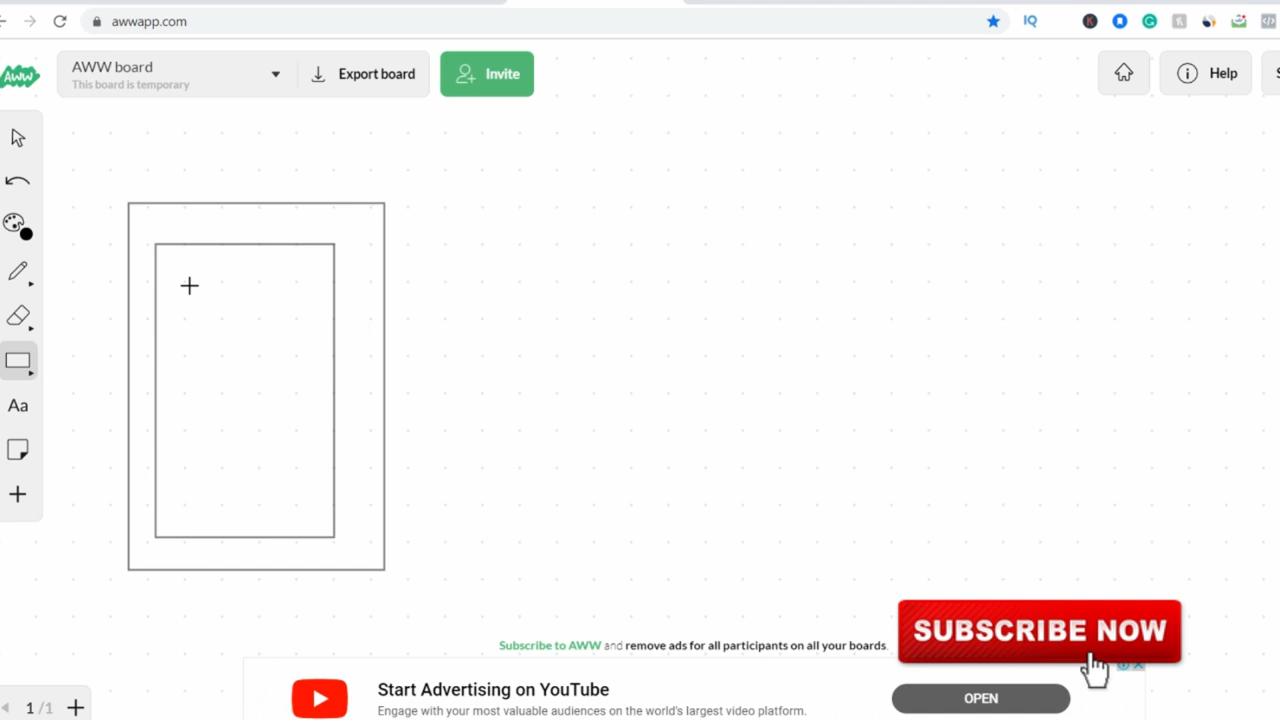 awwapp.com
IQ
AWW
AWW board
This board is temporary
Export board
Invite
Help
S
Aa
SUBSCRIBE NOW
Subscribe to AWW and remove ads for all participants on all your boards.
Start Advertising on YouTube
Engage with your most valuable audiences on the world's largest video platform.
OPEN
1/1